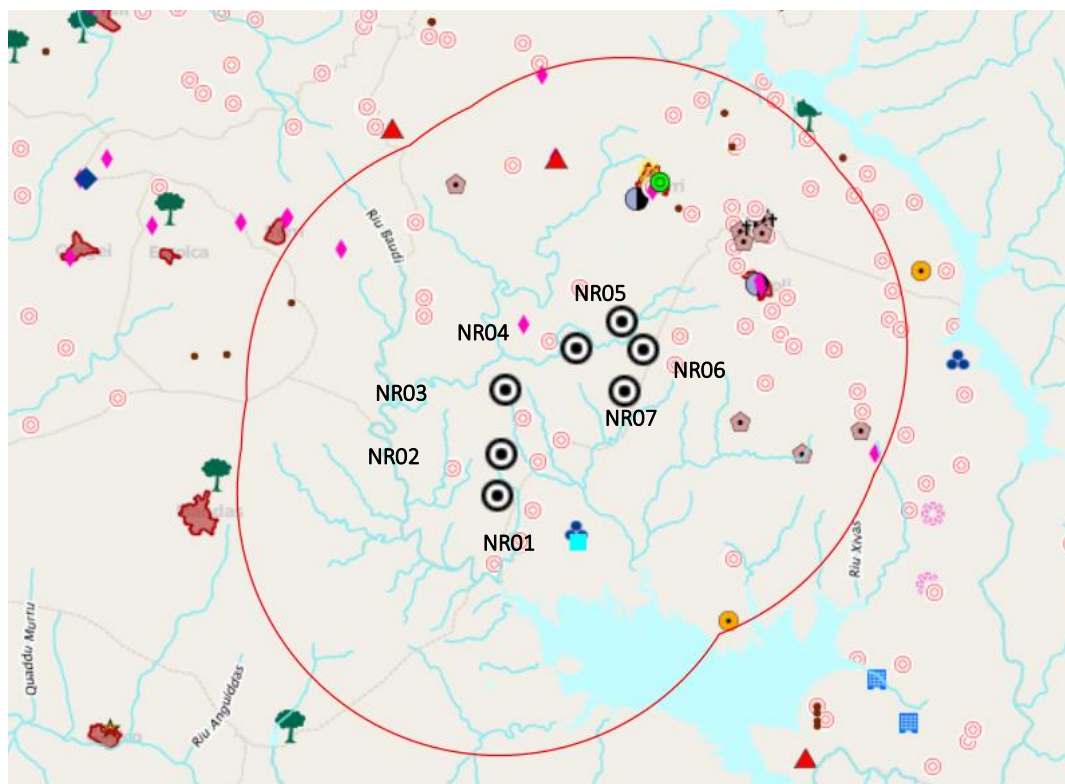 Riu Baudi
NR05
NR04
NR06
NR03
NR07
NR02
NR01
Riu Xivas
Quaddu Murru
Riu Anguiddas